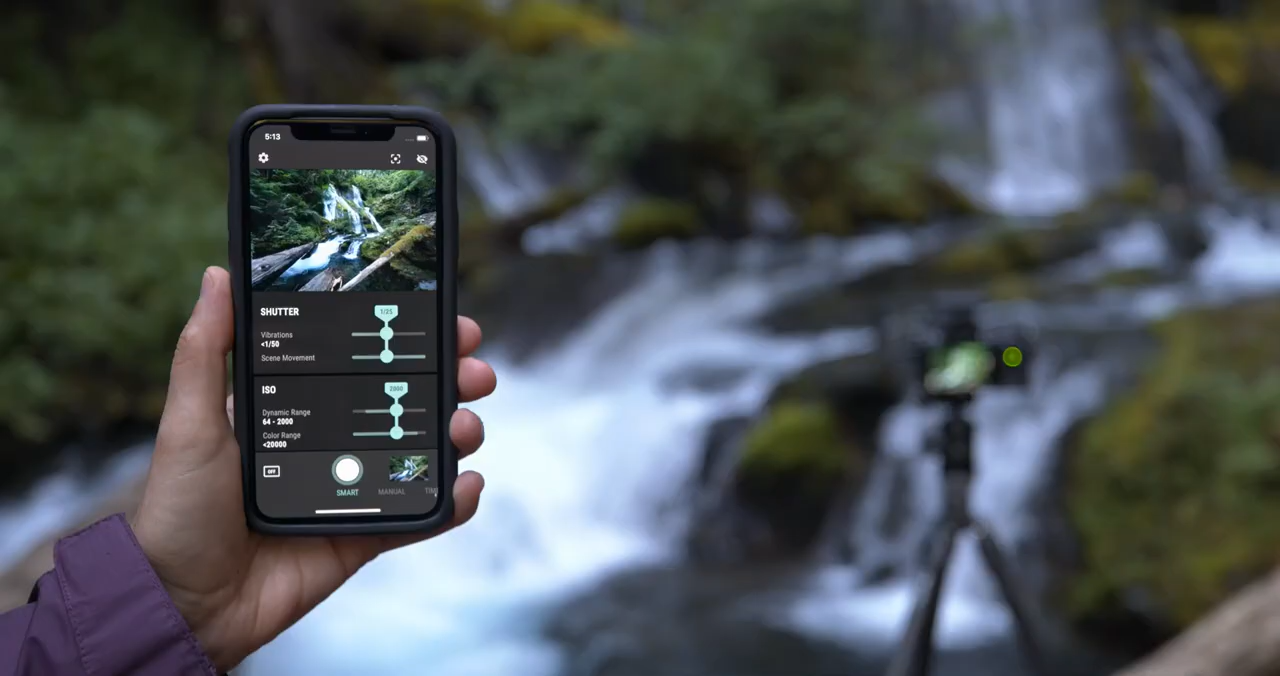 5:13
SHUTTER
1/25
Vibrations
<1/50
Scene Movement
ISO
2000
Dynamic Range
64 - 2000
Color Range
<20000
OFF
SMART MANUAL